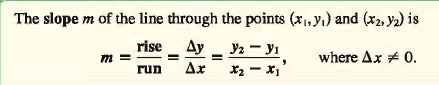 The slope m of the line through the points (x₁, y₁) and (x₂, y₂) is
m = rise/run = Δy/Δx = (y₂ − y₁)/(x₂ − x₁), where Δx ≠ 0.